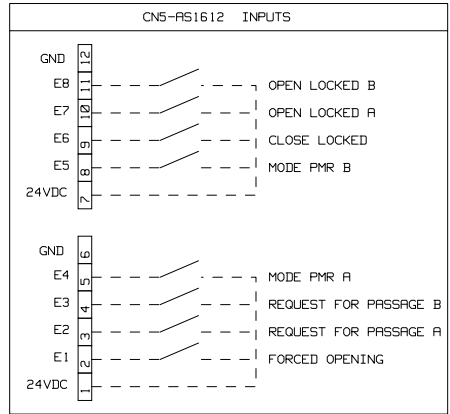 CN5-AS1612 INPUTS
GND 12
E8 11 OPEN LOCKED B
E7 10 OPEN LOCKED A
E6 9 CLOSE LOCKED
E5 8 MODE PMR B
24VDC 7
GND 6
E4 5 MODE PMR A
E3 4 REQUEST FOR PASSAGE B
E2 3 REQUEST FOR PASSAGE A
E1 2 FORCED OPENING
24VDC 1